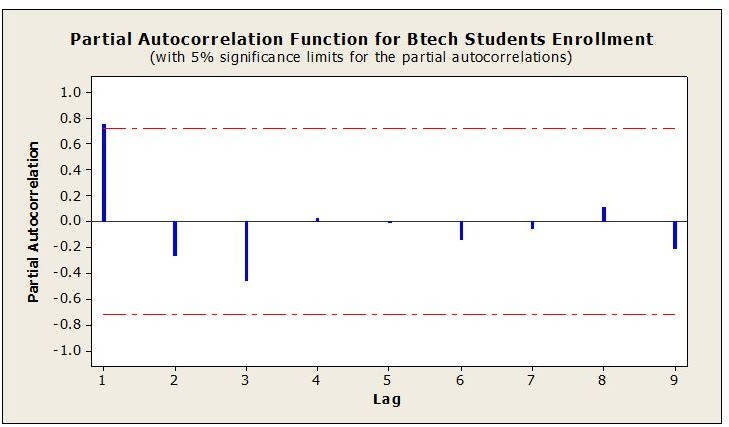 Partial Autocorrelation Function for Btech Students Enrollment
(with 5% significance limits for the partial autocorrelations)
Partial Autocorrelation
1.0
0.8
0.6
0.4
0.2
0.0
-0.2
-0.4
-0.6
-0.8
-1.0
1 2 3 4 5 6 7 8 9
Lag